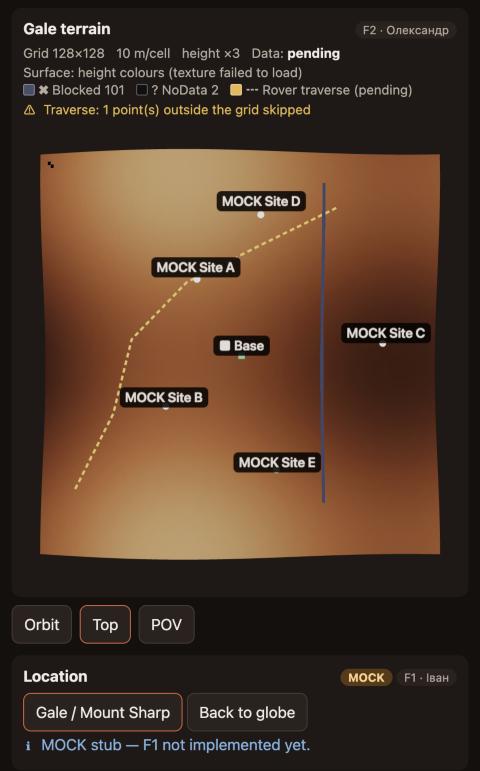 Gale terrain
F2 · Олександр
Grid 128×128 10 m/cell height ×3 Data: pending
Surface: height colours (texture failed to load)
✖ Blocked 101 ? NoData 2 --- Rover traverse (pending)
⚠ Traverse: 1 point(s) outside the grid skipped
MOCK Site D
MOCK Site A
MOCK Site C
Base
MOCK Site B
MOCK Site E
Orbit
Top
POV
Location
MOCK
F1 · Іван
Gale / Mount Sharp
Back to globe
ℹ MOCK stub — F1 not implemented yet.